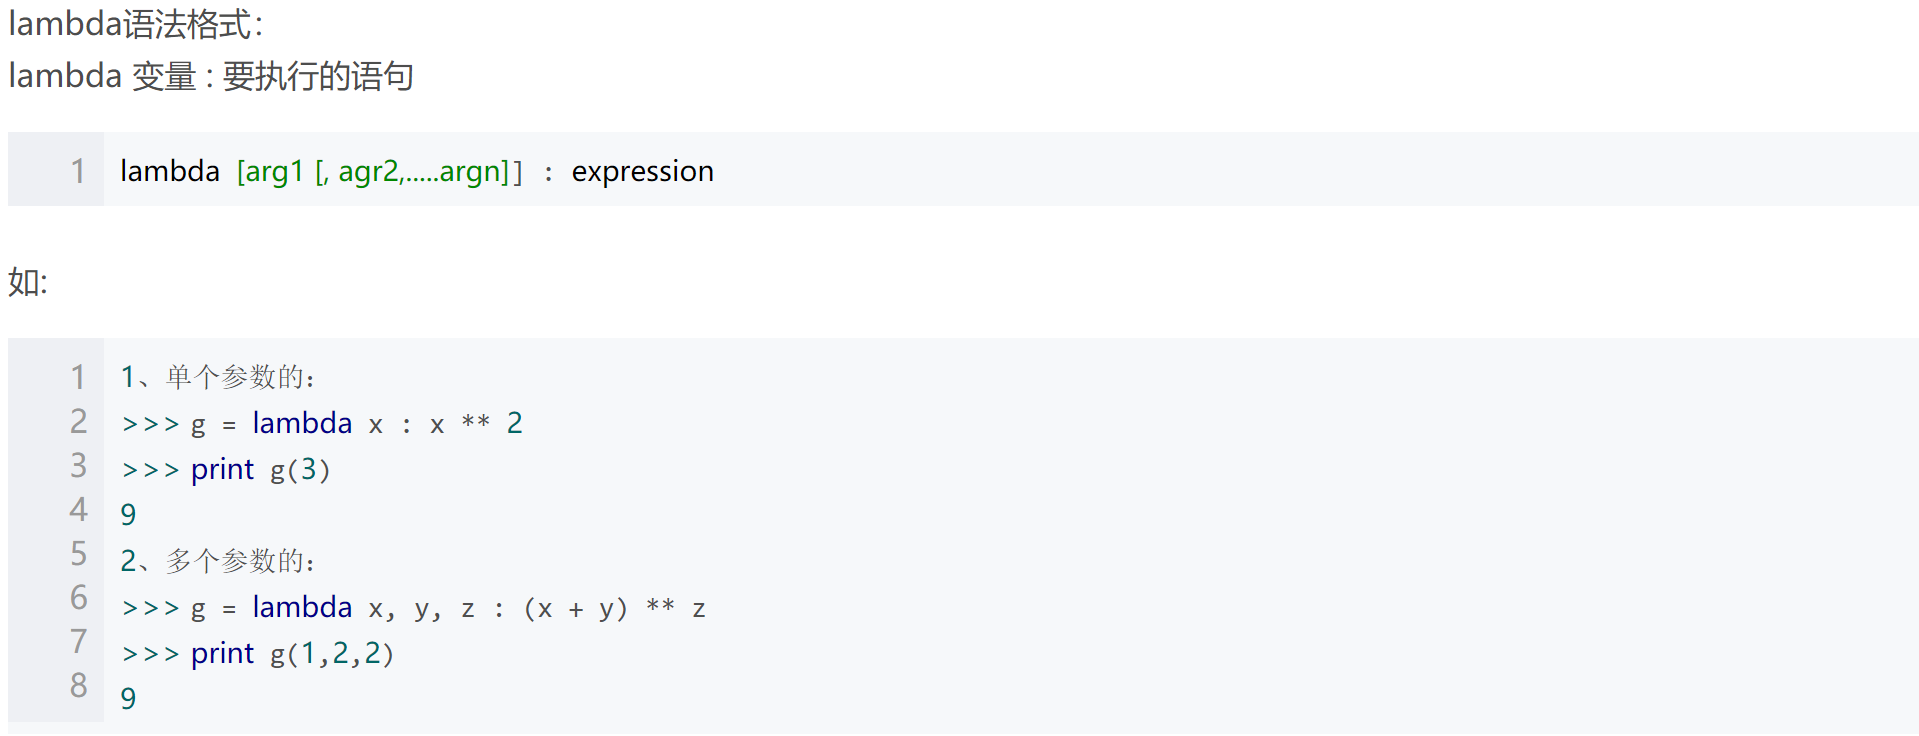 lambda语法格式：
lambda 变量 : 要执行的语句
1 lambda [arg1 [, agr2,.....argn]] : expression
如:
1 1、单个参数的：
2 >>> g = lambda x : x ** 2
3 >>> print g(3)
4 9
5 2、多个参数的：
6 >>> g = lambda x, y, z : (x + y) ** z
7 >>> print g(1,2,2)
8 9